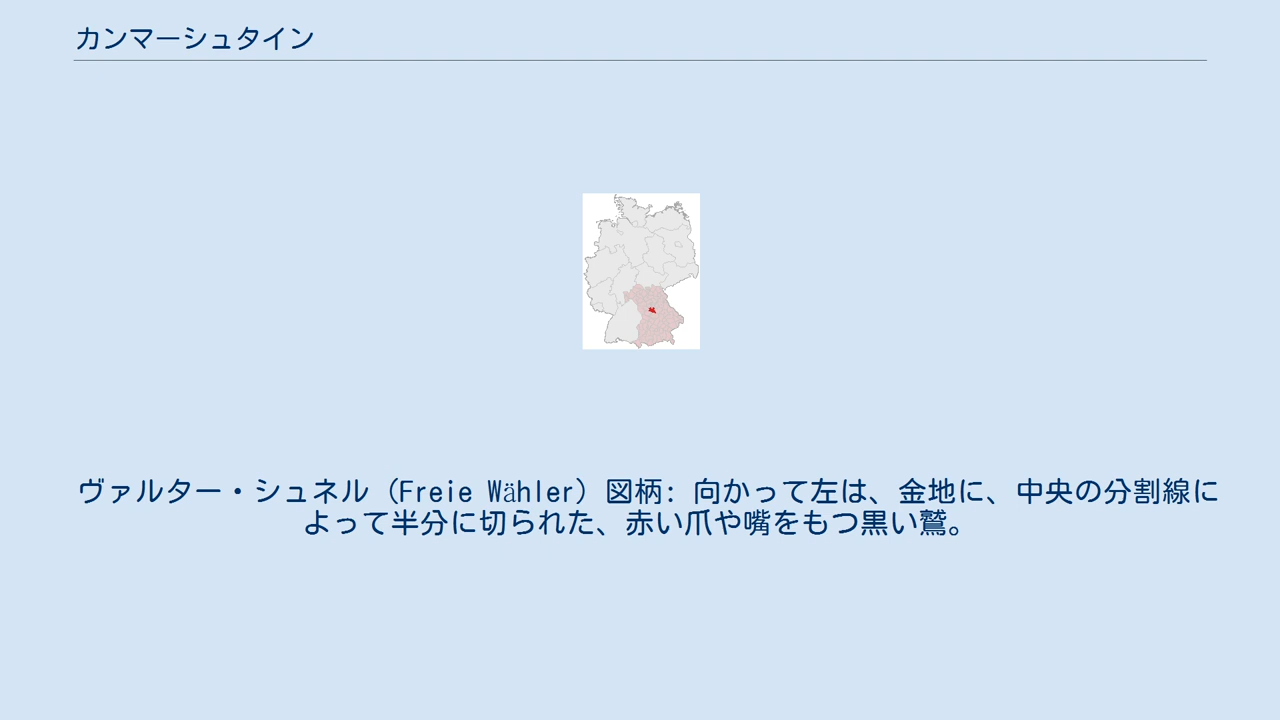 カンマーシュタイン
ヴァルター・シュネル (Freie Wähler) 図柄: 向かって左は、金地に、中央の分割線に
よって半分に切られた、赤い爪や嘴をもつ黒い鷲。